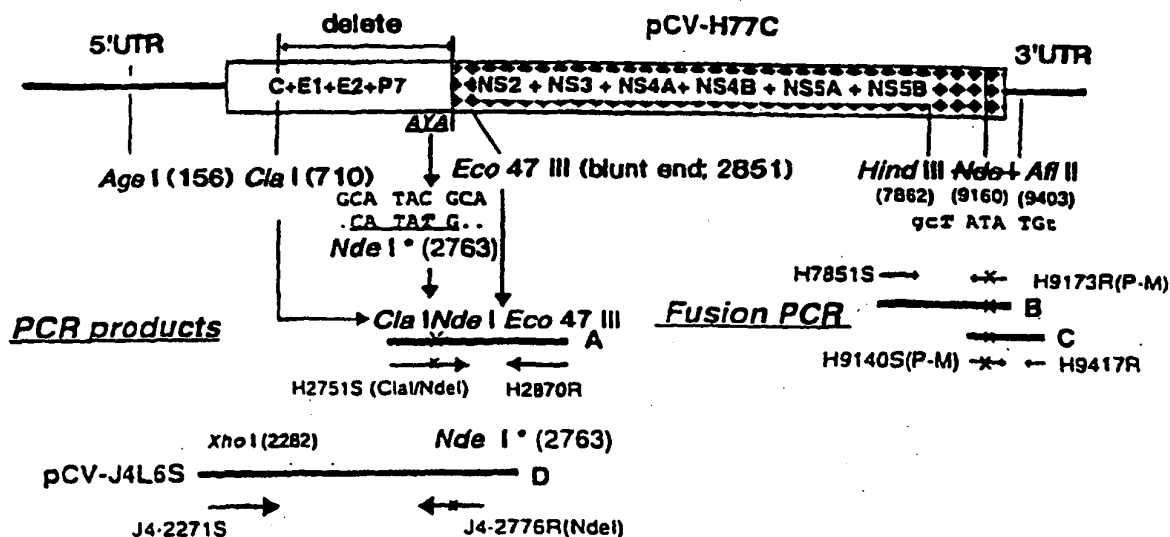 delete
pCV-H77C
5'UTR
3'UTR
C+E1+E2+P7
NS2 + NS3 + NS4A+ NS4B + NS5A + NS5B
AYA
Age I (156) Cla I (710)
Eco 47 III (blunt end; 2851)
Hind III Nde I Afl II
(7862) (9160) (9403)
GCA TAC GCA
gcT ATA TGt
.CA TAT G..
Nde I * (2763)
H7851S
H9173R(P-M)
Cla I Nde I Eco 47 III
Fusion PCR
B
PCR products
A
C
H2751S (ClaI/NdeI)
H2870R
H9140S(P-M)
H9417R
Xho I (2282)
Nde I * (2763)
pCV-J4L6S
D
J4-2271S
J4-2776R(NdeI)